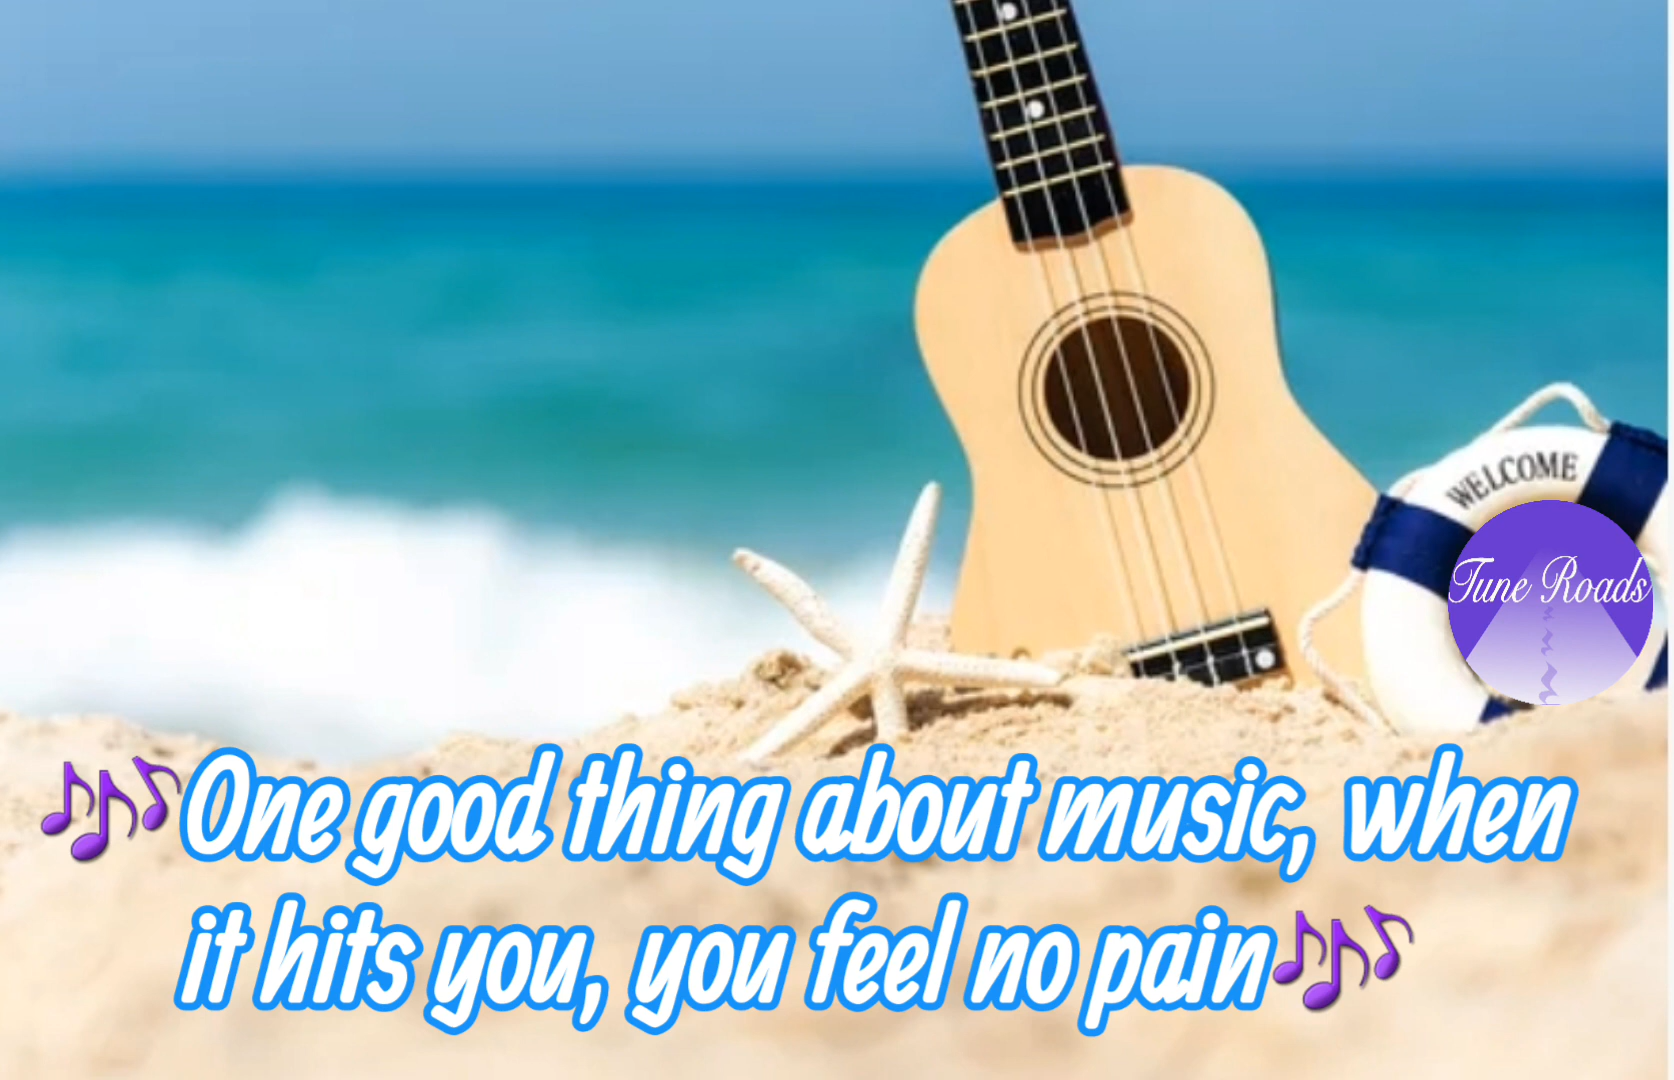 WELCOME
Tune Roads
🎶One good thing about music, when
it hits you, you feel no pain🎶